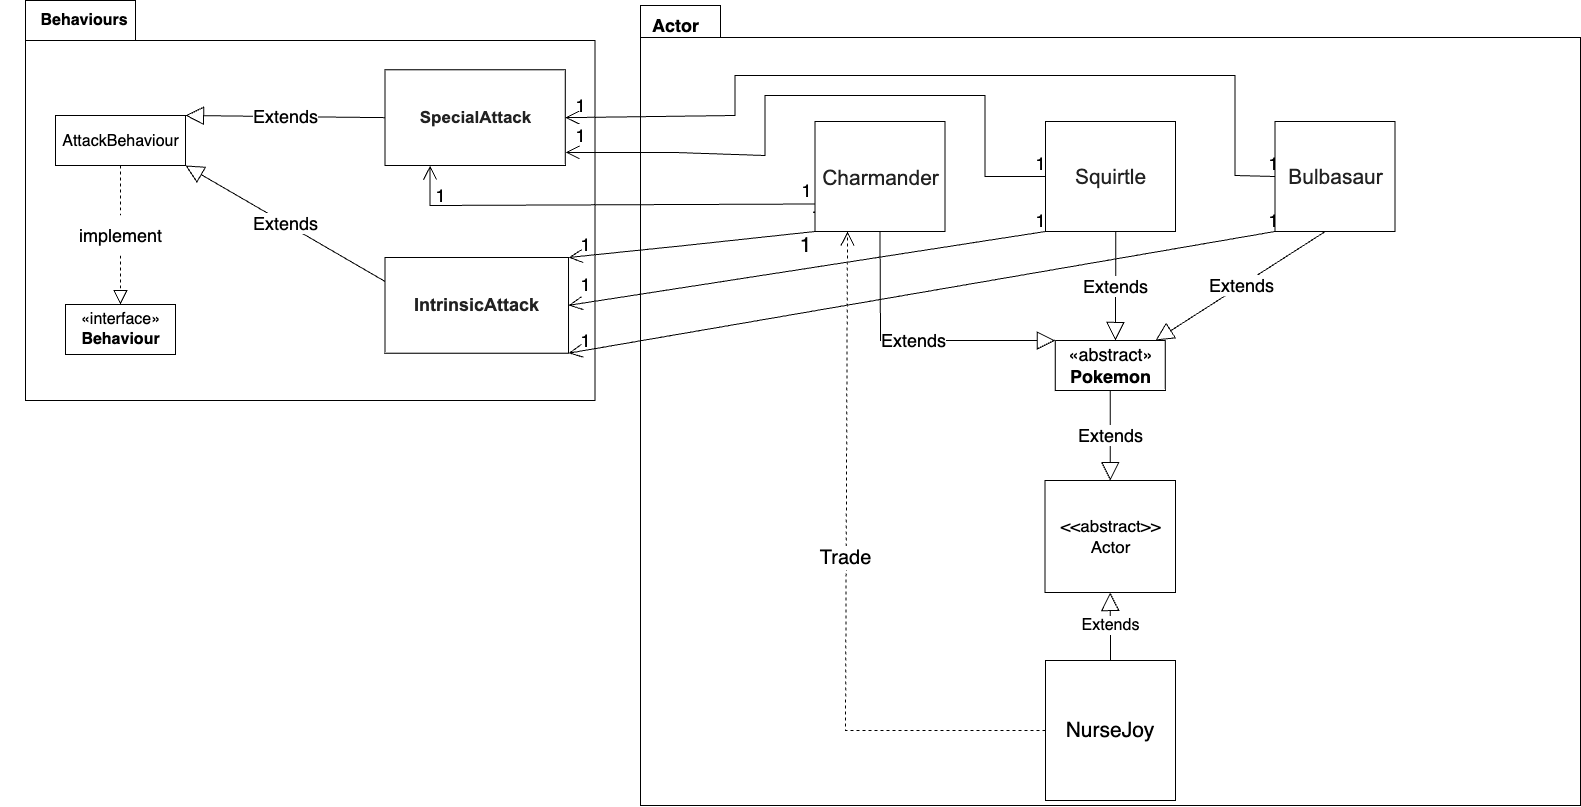 Behaviours
Actor
SpecialAttack
1
Extends
AttackBehaviour
1
1
Charmander
1
1
Squirtle
1
Bulbasaur
1
Extends
implement
1
1
1
1
IntrinsicAttack
1
1
Extends
Extends
«interface»
Behaviour
Extends
«abstract»
Pokemon
Extends
<<abstract>>
Actor
Trade
Extends
NurseJoy